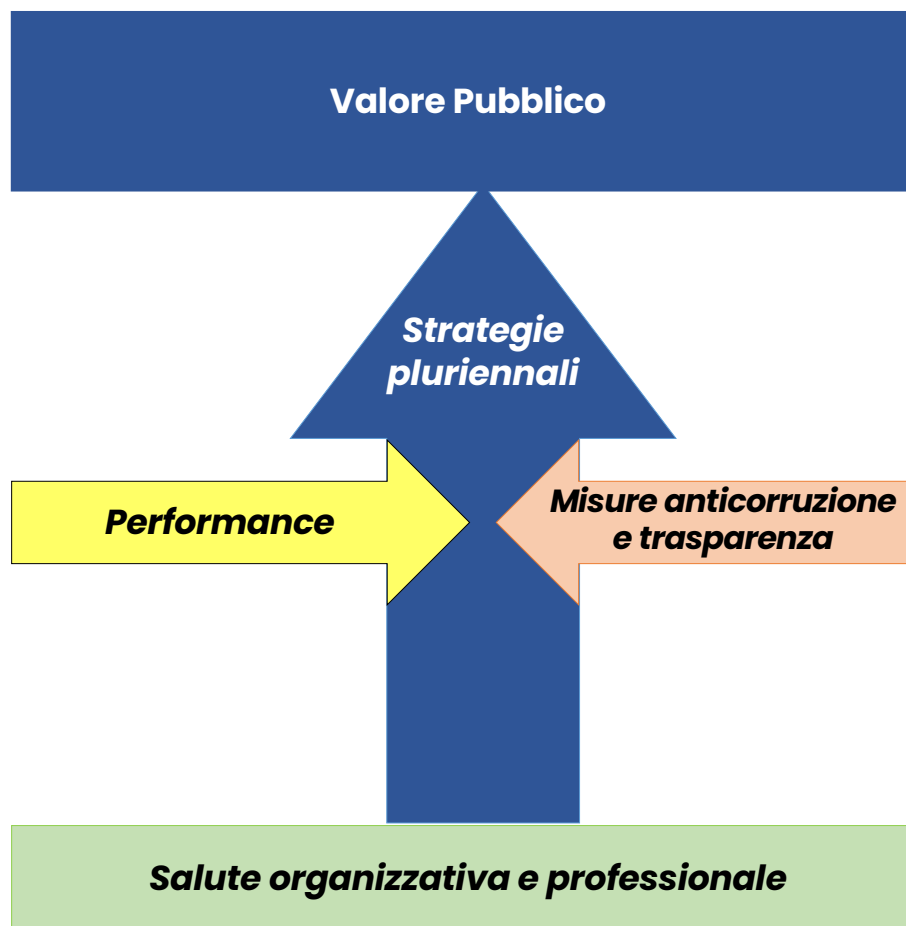 Valore Pubblico
Strategie
pluriennali
Performance
Misure anticorruzione
e trasparenza
Salute organizzativa e professionale